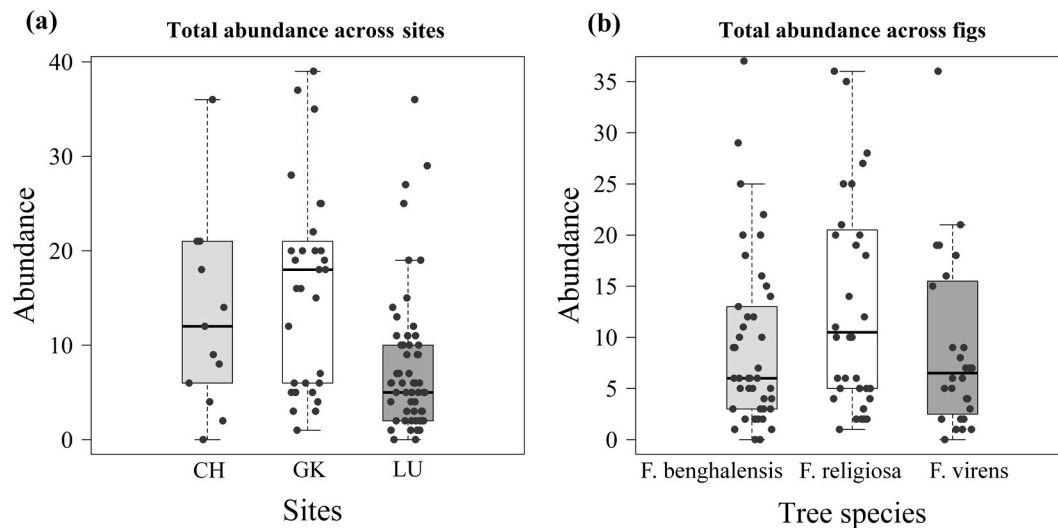 (a)
Total abundance across sites
40
30
20
10
0
Abundance
CH GK LU
Sites
(b)
Total abundance across figs
35
30
25
20
15
10
5
0
Abundance
F. benghalensis F. religiosa F. virens
Tree species